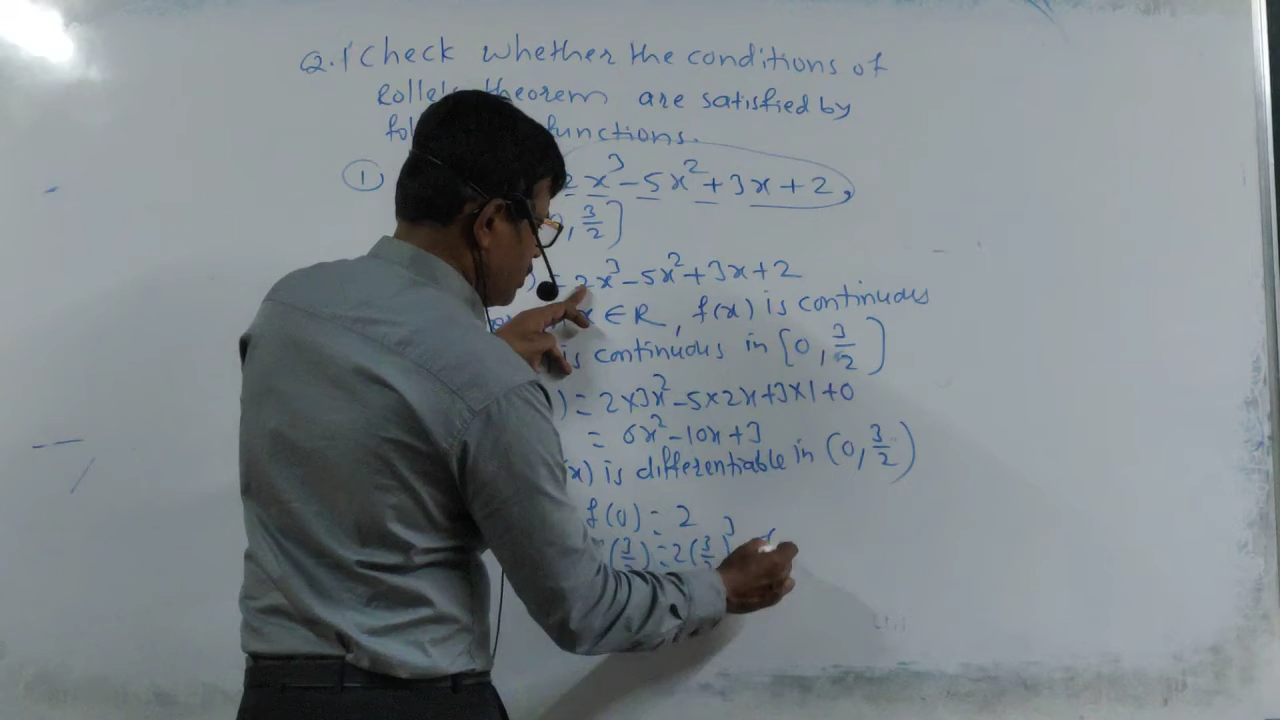 Q.1 Check whether the conditions of
Rolle's theorem are satisfied by
functions.
① 2x³-5x²+3x+2,
, 3/2]
) = 2x³-5x²+3x+2
x ∈ R, f(x) is continuous
is continuous in [0, 3/2]
) = 2×3x²-5×2x+3×1+0
= 6x²-10x+3
(x) is differentiable in (0, 3/2)
f(0) = 2
(3/2) = 2(3/2)³